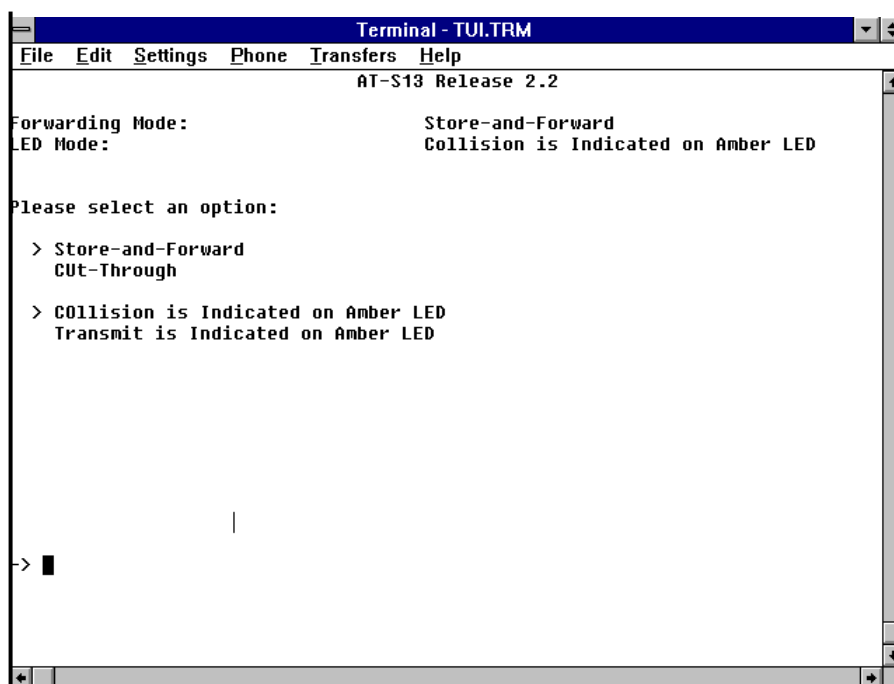 Terminal - TUI.TRM
File Edit Settings Phone Transfers Help
AT-S13 Release 2.2
Forwarding Mode: Store-and-Forward
LED Mode: Collision is Indicated on Amber LED
Please select an option:
> Store-and-Forward
CUt-Through
> COllision is Indicated on Amber LED
Transmit is Indicated on Amber LED
->